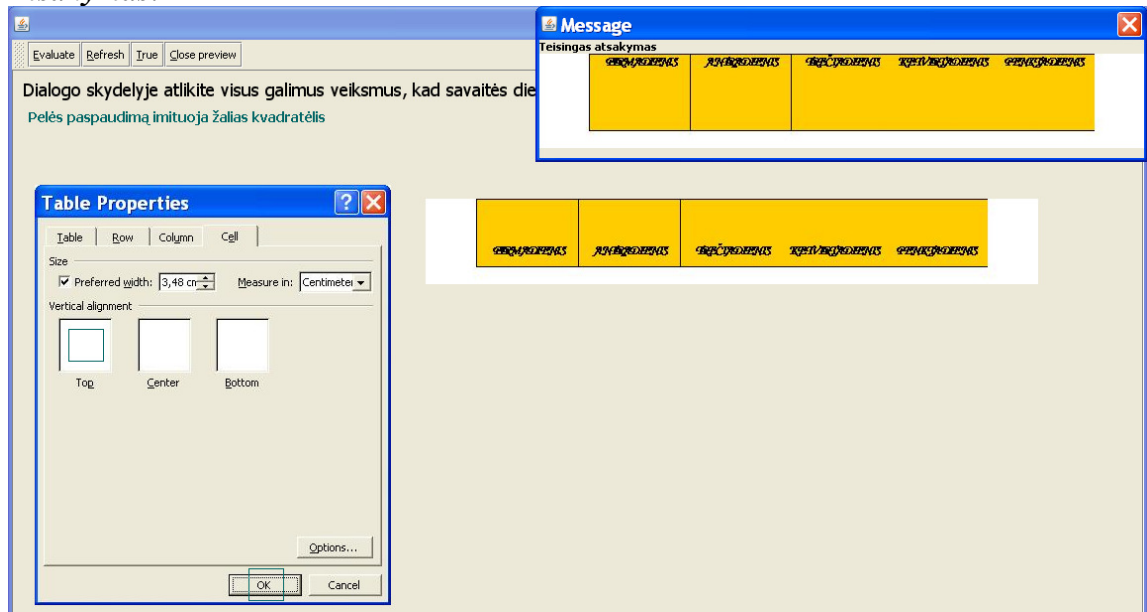 Message
Teisingas atsakymas
PIRMADIENIS ANTRADIENIS TREČIADIENIS KETVIRTADIENIS PENKTADIENIS
Evaluate Refresh True Close preview
Dialogo skydelyje atlikite visus galimus veiksmus, kad savaitės die
Pelės paspaudimą imituoja žalias kvadratėlis
Table Properties
Table Row Column Cell
Size
Preferred width: 3,48 cm Measure in: Centimeter
Vertical alignment
Top Center Bottom
Options...
OK Cancel
PIRMADIENIS ANTRADIENIS TREČIADIENIS KETVIRTADIENIS PENKTADIENIS